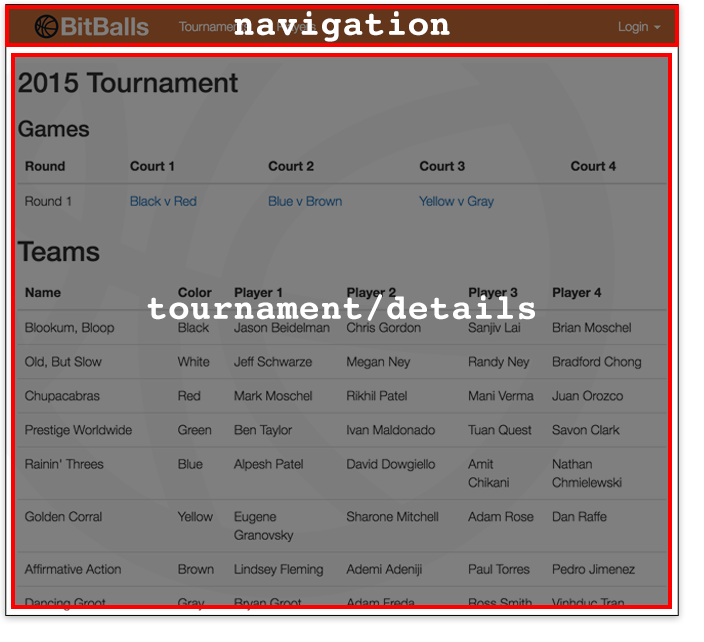 BitBalls Tournaments Players Login
navigation
2015 Tournament
Games
Round Court 1 Court 2 Court 3 Court 4
Round 1 Black v Red Blue v Brown Yellow v Gray
Teams
Name Color Player 1 Player 2 Player 3 Player 4
tournament/details
Blookum, Bloop Black Jason Beidelman Chris Gordon Sanjiv Lai Brian Moschel
Old, But Slow White Jeff Schwarze Megan Ney Randy Ney Bradford Chong
Chupacabras Red Mark Moschel Rikhil Patel Mani Verma Juan Orozco
Prestige Worldwide Green Ben Taylor Ivan Maldonado Tuan Quest Savon Clark
Rainin' Threes Blue Alpesh Patel David Dowgiello Amit Nathan
Chikani Chmielewski
Golden Corral Yellow Eugene Sharone Mitchell Adam Rose Dan Raffe
Granovsky
Affirmative Action Brown Lindsey Fleming Ademi Adeniji Paul Torres Pedro Jimenez
Dancing Groot Gray Bryan Groot Adam Freda Ross Smith Vinhduc Tran